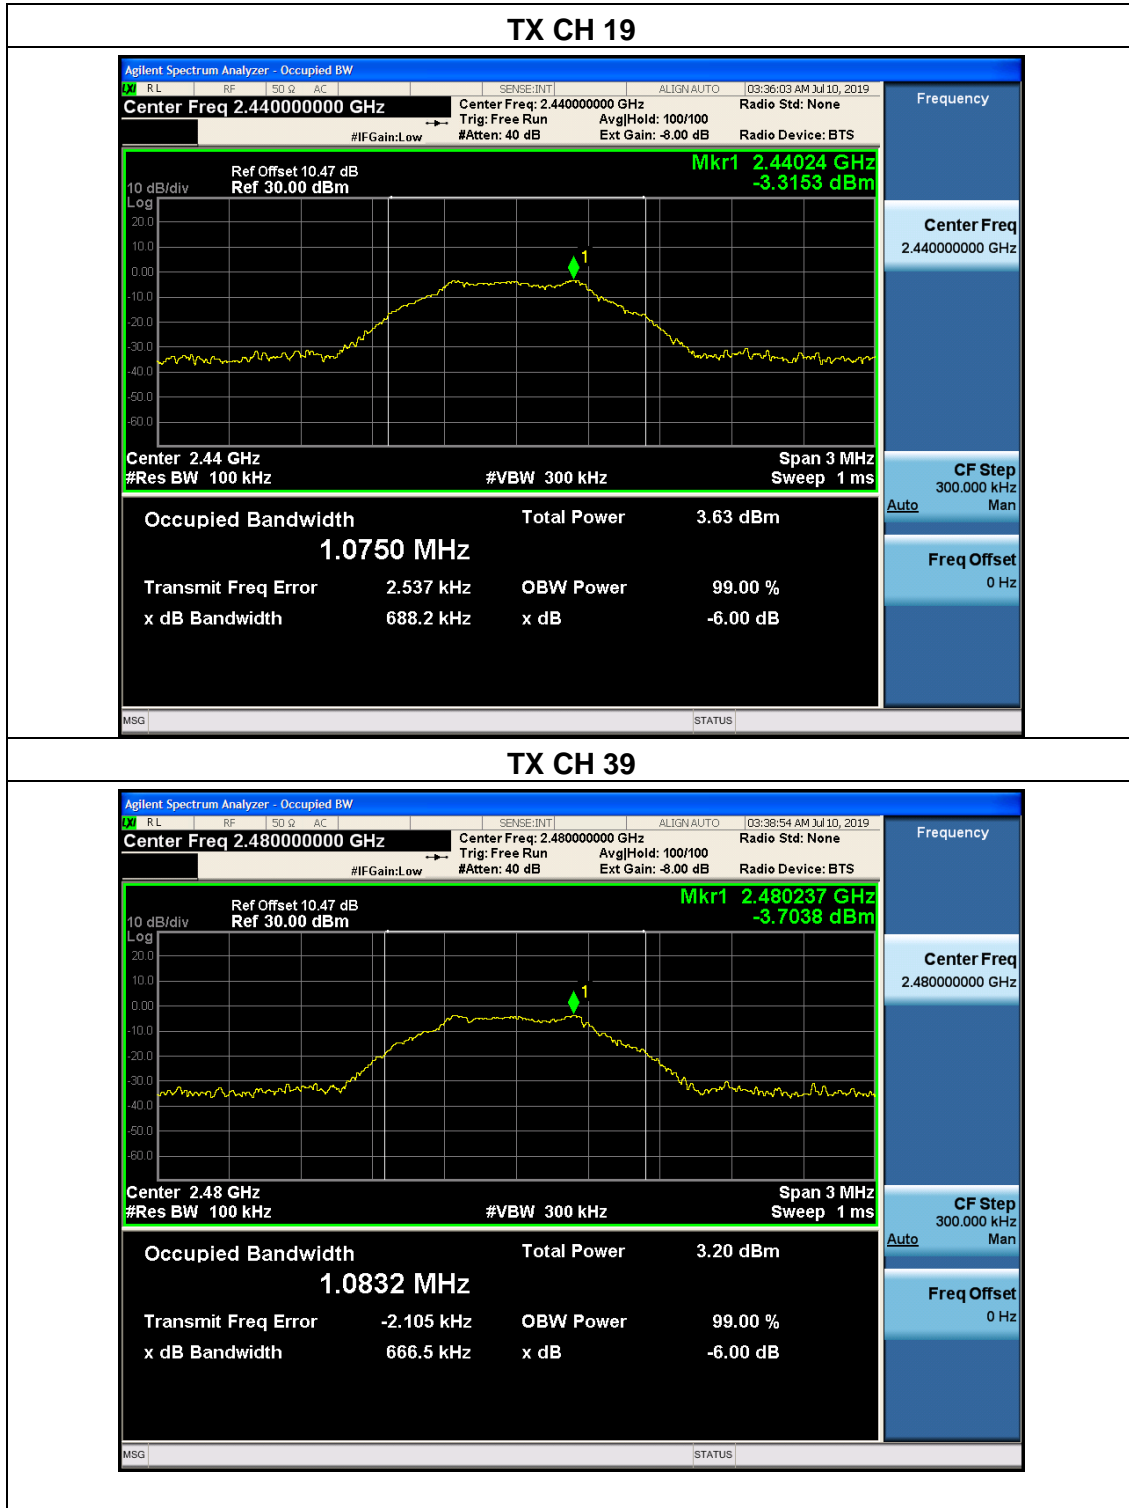 TX CH 19
Agilent Spectrum Analyzer - Occupied BW
LXI RL RF 50 Ω AC SENSE:INT ALIGN AUTO 03:36:03 AM Jul 10, 2019
Center Freq 2.440000000 GHz
Center Freq: 2.440000000 GHz Radio Std: None
Trig: Free Run Avg|Hold: 100/100
#IFGain:Low #Atten: 40 dB Ext Gain: -8.00 dB Radio Device: BTS
Frequency
Mkr1 2.44024 GHz
-3.3153 dBm
Ref Offset 10.47 dB
10 dB/div Ref 30.00 dBm
Log
20.0
10.0
0.00
-10.0
-20.0
-30.0
-40.0
-50.0
-60.0
1
Center 2.44 GHz Span 3 MHz
#Res BW 100 kHz #VBW 300 kHz Sweep 1 ms
Center Freq
2.440000000 GHz
CF Step
300.000 kHz
Auto Man
Freq Offset
0 Hz
Occupied Bandwidth Total Power 3.63 dBm
1.0750 MHz
Transmit Freq Error 2.537 kHz OBW Power 99.00 %
x dB Bandwidth 688.2 kHz x dB -6.00 dB
MSG STATUS
TX CH 39
Agilent Spectrum Analyzer - Occupied BW
LXI RL RF 50 Ω AC SENSE:INT ALIGN AUTO 03:38:54 AM Jul 10, 2019
Center Freq 2.480000000 GHz
Center Freq: 2.480000000 GHz Radio Std: None
Trig: Free Run Avg|Hold: 100/100
#IFGain:Low #Atten: 40 dB Ext Gain: -8.00 dB Radio Device: BTS
Frequency
Mkr1 2.480237 GHz
-3.7038 dBm
Ref Offset 10.47 dB
10 dB/div Ref 30.00 dBm
Log
20.0
10.0
0.00
-10.0
-20.0
-30.0
-40.0
-50.0
-60.0
1
Center 2.48 GHz Span 3 MHz
#Res BW 100 kHz #VBW 300 kHz Sweep 1 ms
Center Freq
2.480000000 GHz
CF Step
300.000 kHz
Auto Man
Freq Offset
0 Hz
Occupied Bandwidth Total Power 3.20 dBm
1.0832 MHz
Transmit Freq Error -2.105 kHz OBW Power 99.00 %
x dB Bandwidth 666.5 kHz x dB -6.00 dB
MSG STATUS